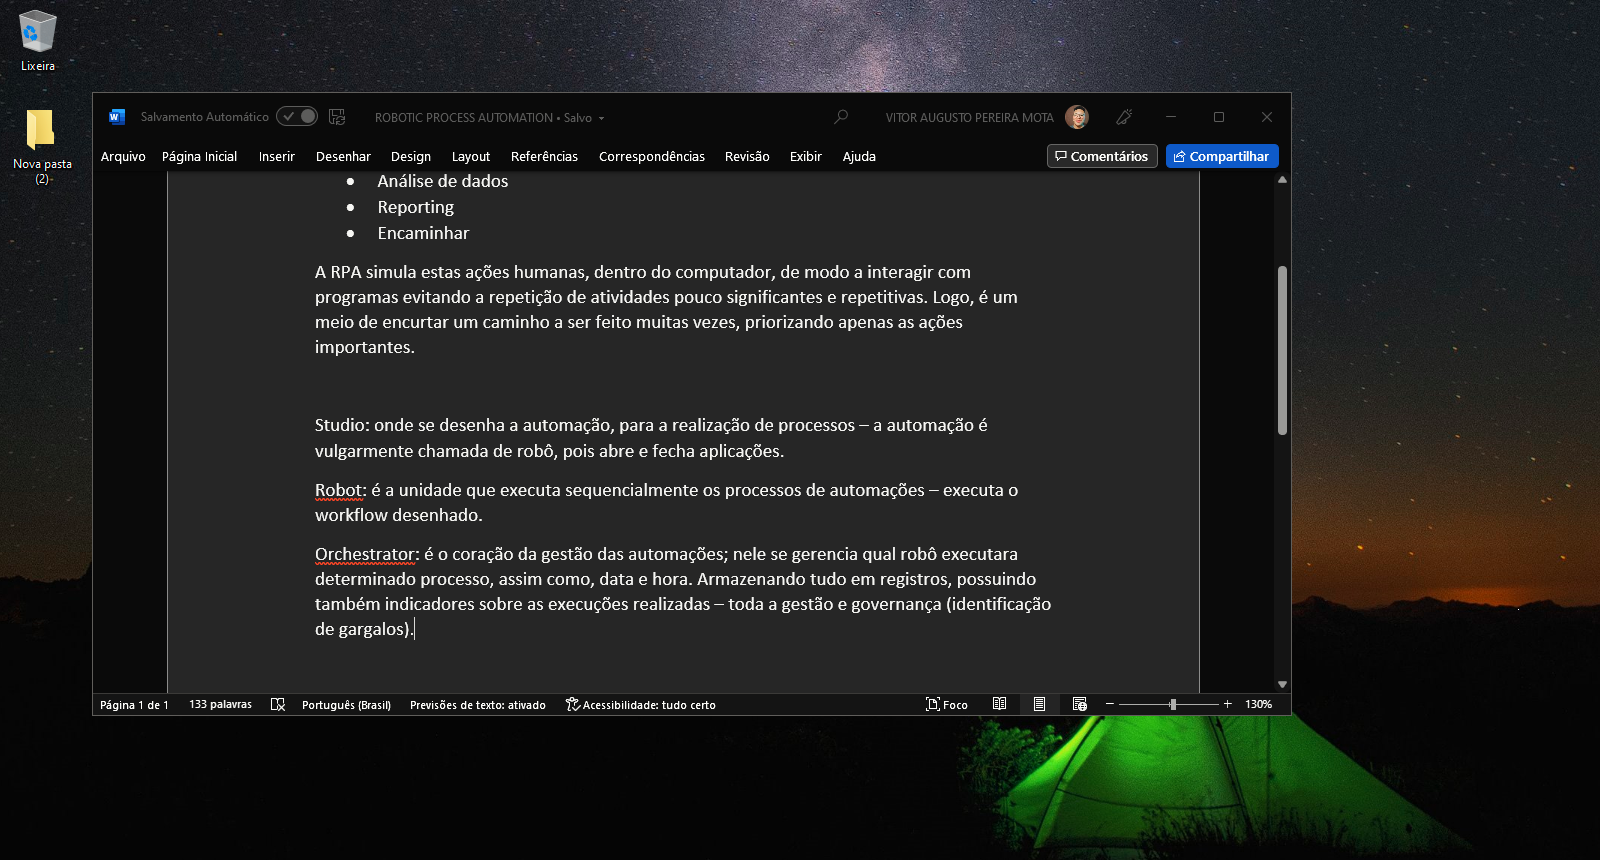 Lixeira
Nova pasta
(2)
Salvamento Automático
ROBOTIC PROCESS AUTOMATION • Salvo
VITOR AUGUSTO PEREIRA MOTA
Arquivo Página Inicial Inserir Desenhar Design Layout Referências Correspondências Revisão Exibir Ajuda Comentários Compartilhar
• Análise de dados
• Reporting
• Encaminhar
A RPA simula estas ações humanas, dentro do computador, de modo a interagir com
programas evitando a repetição de atividades pouco significantes e repetitivas. Logo, é um
meio de encurtar um caminho a ser feito muitas vezes, priorizando apenas as ações
importantes.
Studio: onde se desenha a automação, para a realização de processos – a automação é
vulgarmente chamada de robô, pois abre e fecha aplicações.
Robot: é a unidade que executa sequencialmente os processos de automações – executa o
workflow desenhado.
Orchestrator: é o coração da gestão das automações; nele se gerencia qual robô executara
determinado processo, assim como, data e hora. Armazenando tudo em registros, possuindo
também indicadores sobre as execuções realizadas – toda a gestão e governança (identificação
de gargalos).
Página 1 de 1 133 palavras Português (Brasil) Previsões de texto: ativado Acessibilidade: tudo certo Foco 130%